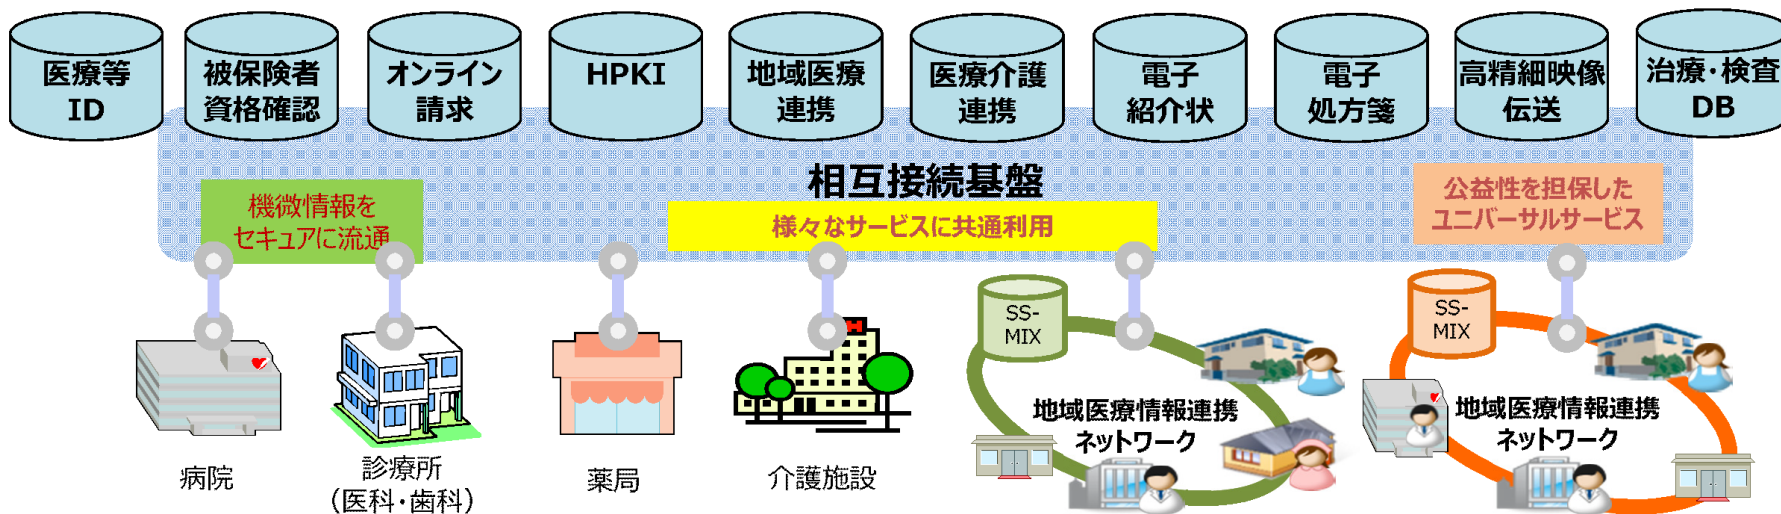 医療等
ID
被保険者
資格確認
オンライン
請求
HPKI
地域医療
連携
医療介護
連携
電子
紹介状
電子
処方箋
高精細映像
伝送
治療・検査
DB
相互接続基盤
機微情報を
セキュアに流通
様々なサービスに共通利用
公益性を担保した
ユニバーサルサービス
病院
診療所
（医科・歯科）
薬局
介護施設
SS-
MIX
地域医療情報連携
ネットワーク
SS-
MIX
地域医療情報連携
ネットワーク